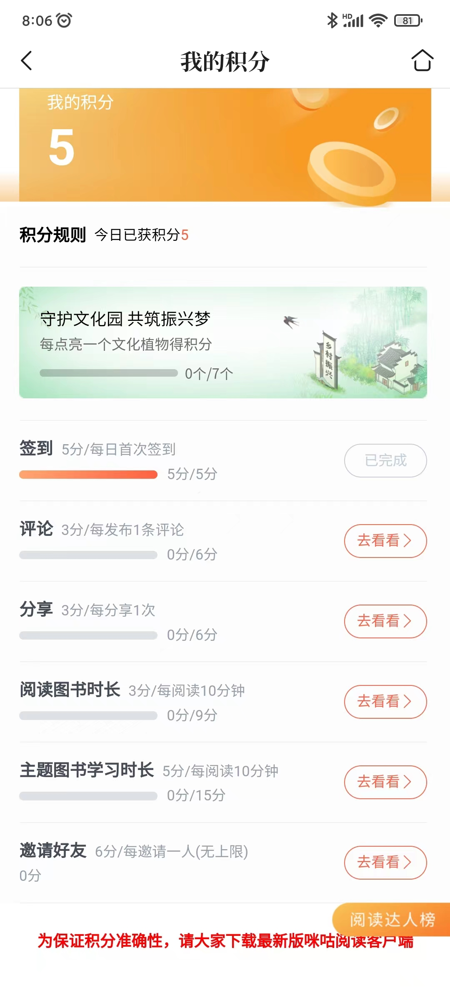 8:06
HD
81
我的积分
我的积分
5
积分规则 今日已获积分5
守护文化园 共筑振兴梦
每点亮一个文化植物得积分
0个/7个
乡村振兴
签到 5分/每日首次签到
5分/5分
已完成
评论 3分/每发布1条评论
0分/6分
去看看
分享 3分/每分享1次
0分/6分
去看看
阅读图书时长 3分/每阅读10分钟
0分/9分
去看看
主题图书学习时长 5分/每阅读10分钟
0分/15分
去看看
邀请好友 6分/每邀请一人(无上限)
0分
去看看
阅读达人榜
为保证积分准确性，请大家下载最新版咪咕阅读客户端